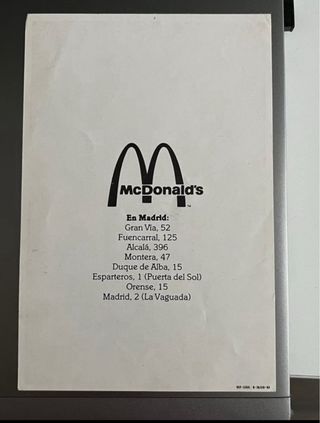 McDonald's
TM
En Madrid:
Gran Vía, 52
Fuencarral, 125
Alcalá, 396
Montera, 47
Duque de Alba, 15
Esparteros, 1 (Puerta del Sol)
Orense, 15
Madrid, 2 (La Vaguada)